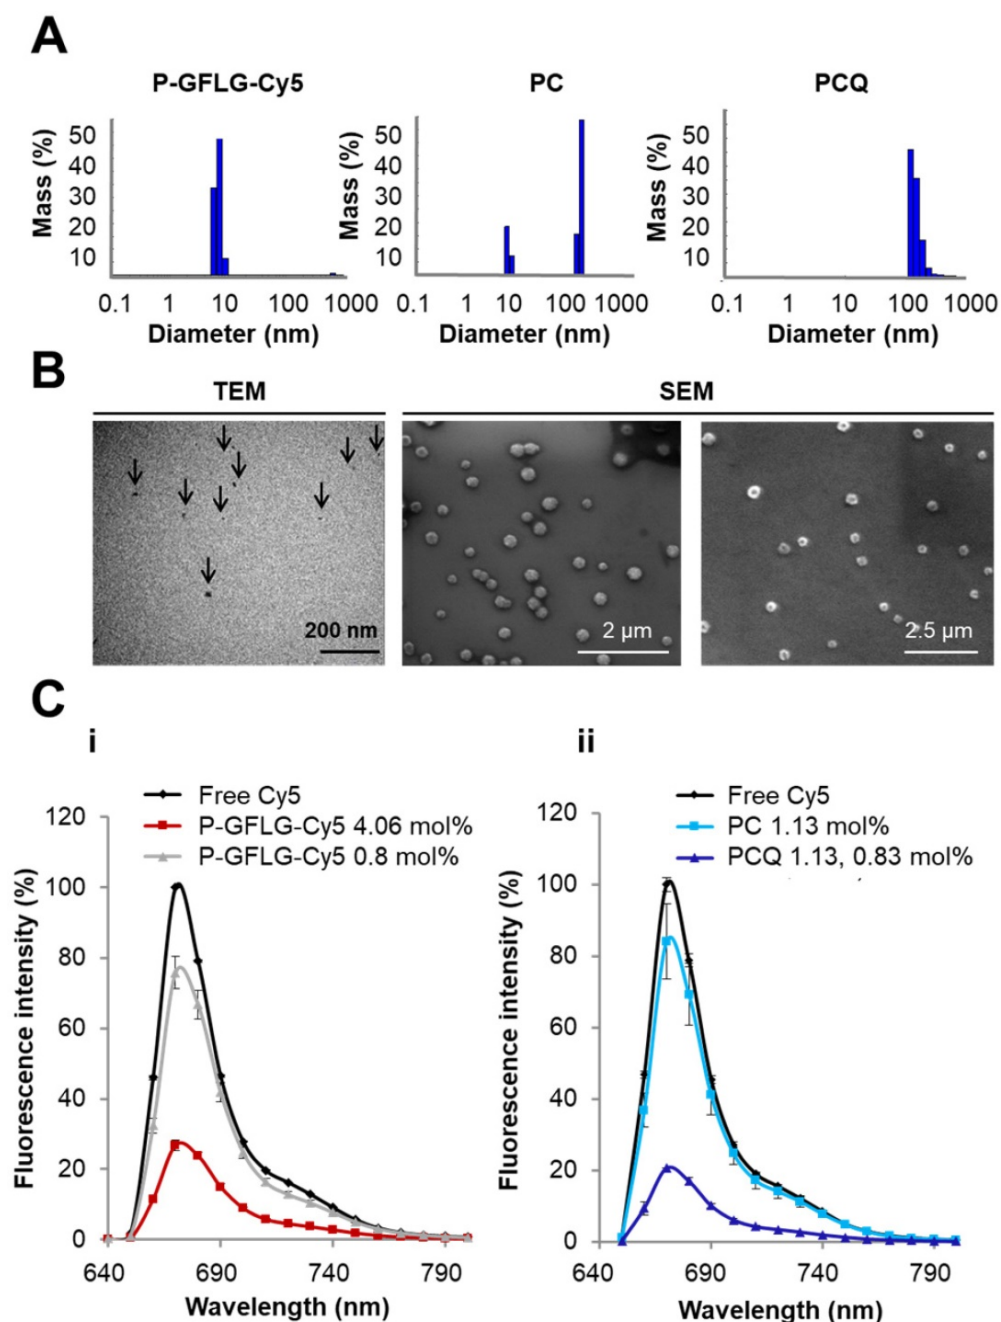 A
P-GFLG-Cy5
PC
PCQ
Mass (%)
50
40
30
20
10
0.1 1 10 100 1000
Diameter (nm)
Mass (%)
50
40
30
20
10
0.1 1 10 100 1000
Diameter (nm)
Mass (%)
50
40
30
20
10
0.1 1 10 100 1000
Diameter (nm)
B
TEM
SEM
200 nm
2 µm
2.5 µm
C
i
Free Cy5
P-GFLG-Cy5 4.06 mol%
P-GFLG-Cy5 0.8 mol%
Fluorescence intensity (%)
120
100
80
60
40
20
0
640 690 740 790
Wavelength (nm)
ii
Free Cy5
PC 1.13 mol%
PCQ 1.13, 0.83 mol%
Fluorescence intensity (%)
120
100
80
60
40
20
0
640 690 740 790
Wavelength (nm)